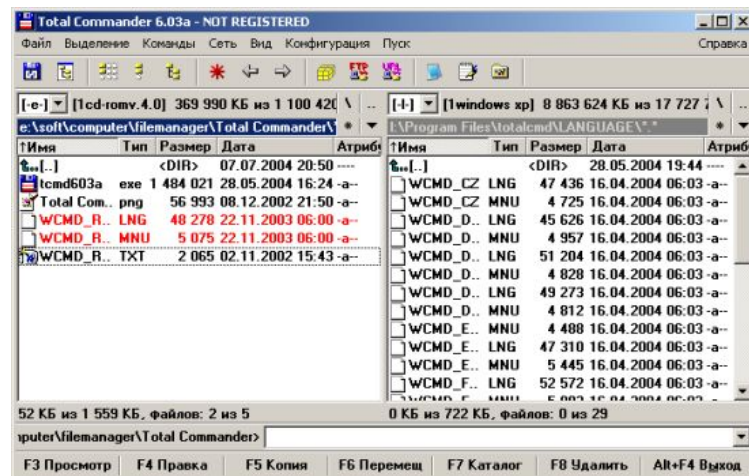 Total Commander 6.03a - NOT REGISTERED
Файл Выделение Команды Сеть Вид Конфигурация Пуск Справка
FTP
[-e-] [1cd-romv.4.0] 369 990 КБ из 1 100 42 \ .. [-l-] [1windows xp] 8 863 624 КБ из 17 727 \ ..
e:\soft\computer\filemanager\Total Commander\ * ▼ l:\Program Files\totalcmd\LANGUAGE\*.* * ▼
↑Имя Тип Размер Дата Атриб ↑Имя Тип Размер Дата Атриб
[..] <DIR> 07.07.2004 20:50 ---- [..] <DIR> 28.05.2004 19:44 ----
tcmd603a exe 1 484 021 28.05.2004 16:24 -a-- WCMD_CZ LNG 47 436 16.04.2004 06:03 -a--
Total Com.. png 56 993 08.12.2002 21:50 -a-- WCMD_CZ MNU 4 725 16.04.2004 06:03 -a--
WCMD_R.. LNG 48 278 22.11.2003 06:00 -a-- WCMD_D.. LNG 45 626 16.04.2004 06:03 -a--
WCMD_R.. MNU 5 075 22.11.2003 06:00 -a-- WCMD_D.. MNU 4 957 16.04.2004 06:03 -a--
WCMD_R.. TXT 2 065 02.11.2002 15:43 -a-- WCMD_D.. LNG 51 204 16.04.2004 06:03 -a--
WCMD_D.. MNU 4 828 16.04.2004 06:03 -a--
WCMD_D.. LNG 49 273 16.04.2004 06:03 -a--
WCMD_D.. MNU 4 812 16.04.2004 06:03 -a--
WCMD_E.. MNU 4 488 16.04.2004 06:03 -a--
WCMD_E.. LNG 47 310 16.04.2004 06:03 -a--
WCMD_E.. MNU 5 445 16.04.2004 06:03 -a--
WCMD_F.. LNG 52 572 16.04.2004 06:03 -a--
52 КБ из 1 559 КБ, файлов: 2 из 5 0 КБ из 722 КБ, файлов: 0 из 29
puter\filemanager\Total Commander>
F3 Просмотр F4 Правка F5 Копия F6 Перемещ F7 Каталог F8 Удалить Alt+F4 Выход